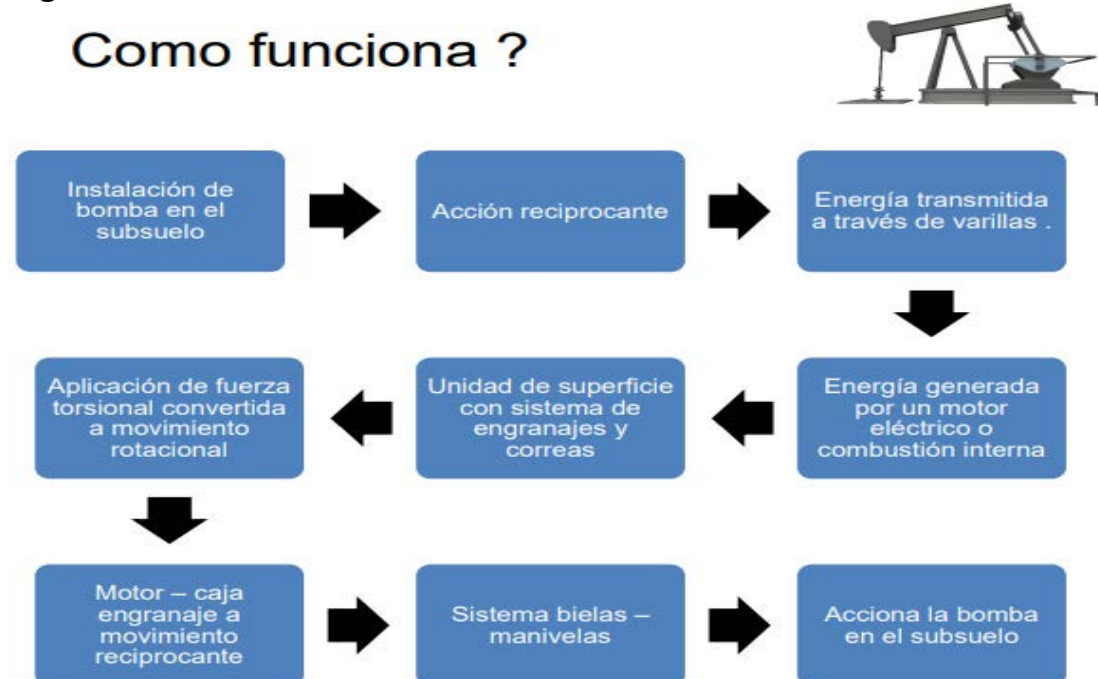 Como funciona ?
Instalación de
bomba en el
subsuelo
Acción reciprocante
Energía transmitida
a través de varillas .
Energía generada
por un motor
eléctrico o
combustión interna
Unidad de superficie
con sistema de
engranajes y
correas
Aplicación de fuerza
torsional convertida
a movimiento
rotacional
Motor – caja
engranaje a
movimiento
reciprocante
Sistema bielas –
manivelas
Acciona la bomba
en el subsuelo